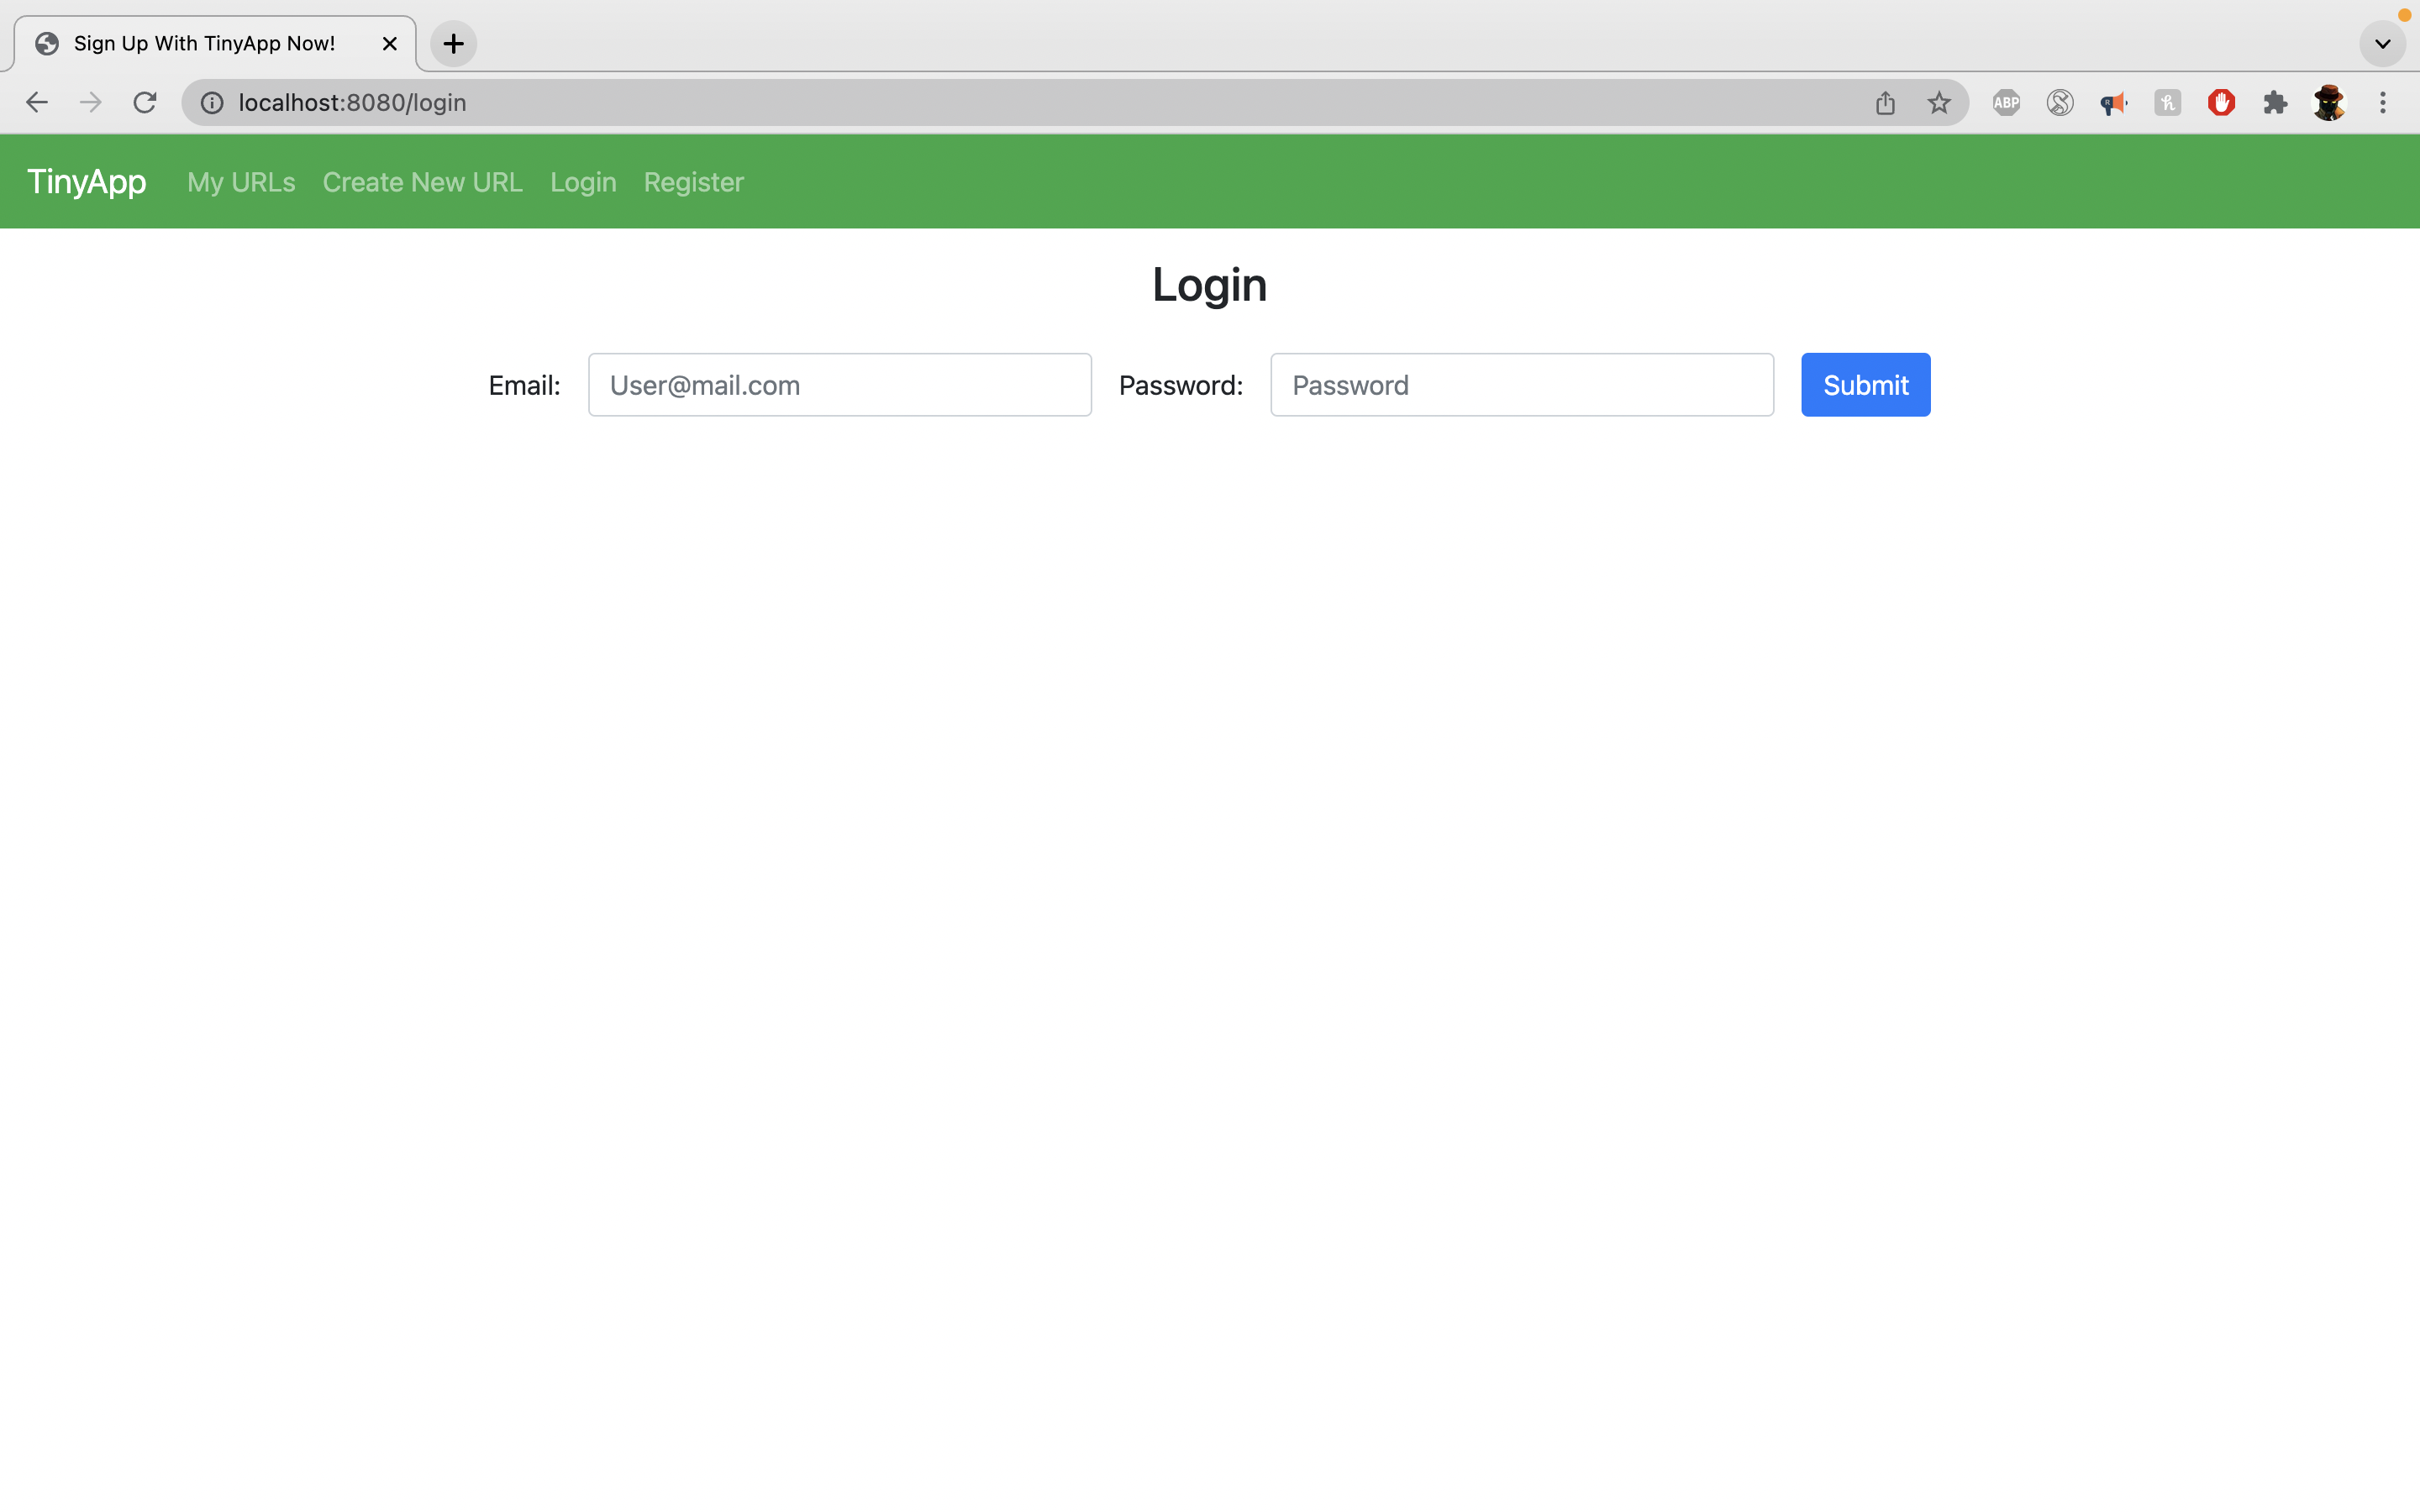 Sign Up With TinyApp Now!
localhost:8080/login
ABP
R
h
TinyApp My URLs Create New URL Login Register
Login
Email: User@mail.com Password: Password Submit